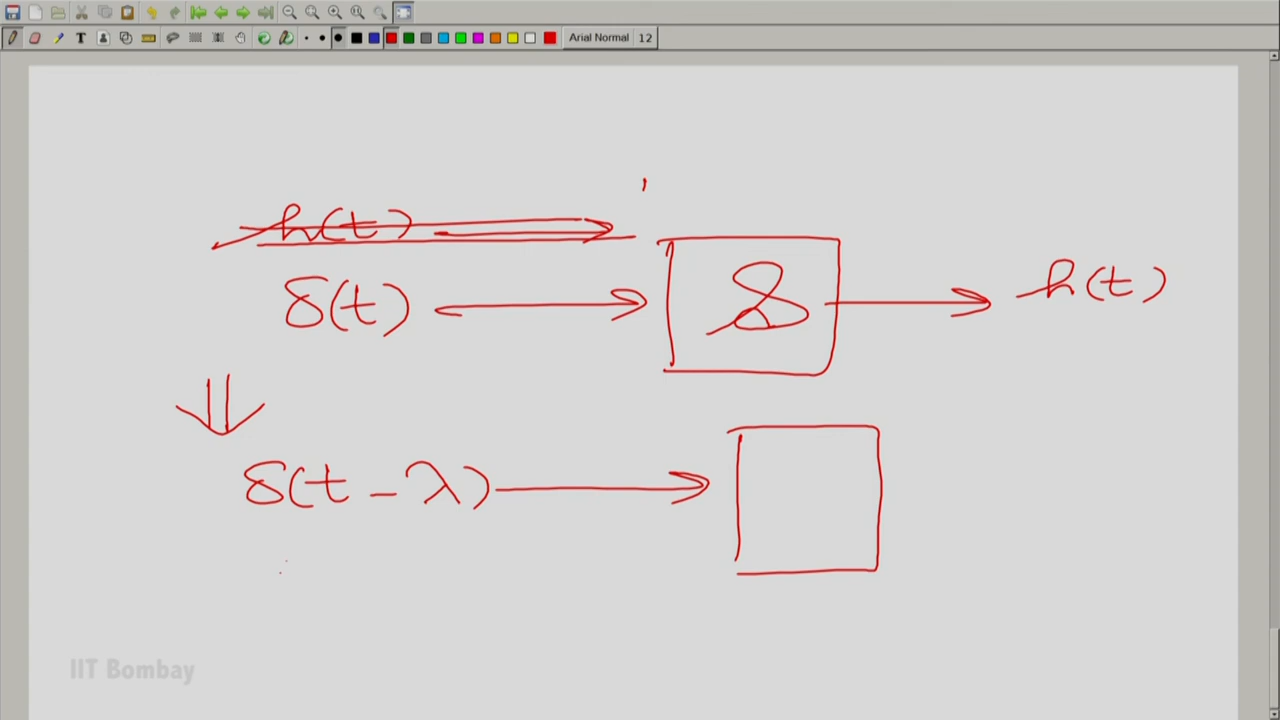 T Arial Normal 12
h(t)
δ(t) S h(t)
δ(t - λ)
IIT Bombay